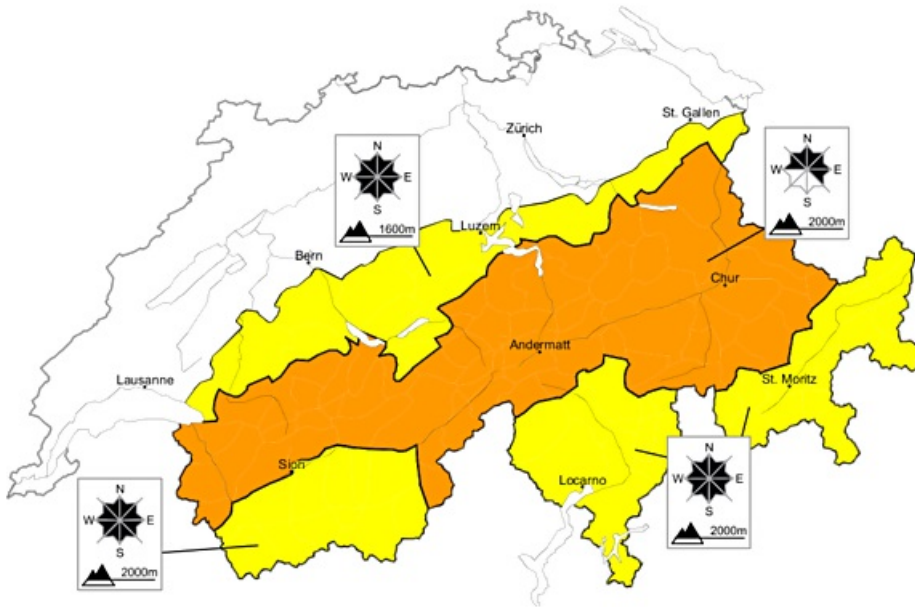 St. Gallen
Zürich
N
W E
S
1600m
N
W E
S
2000m
Luzern
Bern
Chur
Andermatt
Lausanne
St. Moritz
Sion
Locarno
N
W E
S
2000m
N
W E
S
2000m